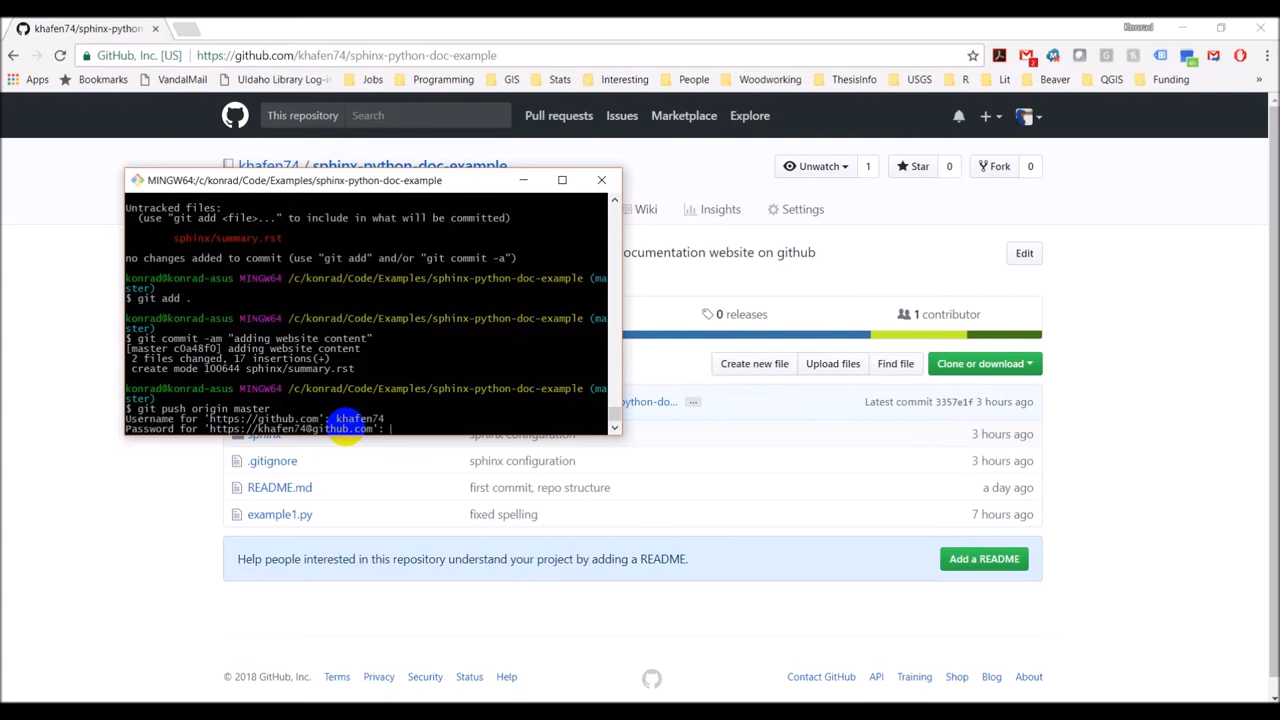 khafen74/sphinx-python
Konrad
GitHub, Inc. [US]
https://github.com/khafen74/sphinx-python-doc-example
Apps Bookmarks VandalMail UIdaho Library Log-in Jobs Programming GIS Stats Interesting People Woodworking ThesisInfo USGS R Lit Beaver QGIS Funding »
This repository Search Pull requests Issues Marketplace Explore
khafen74 / sphinx-python-doc-example
Unwatch 1 Star 0 Fork 0
MINGW64:/c/konrad/Code/Examples/sphinx-python-doc-example
Wiki Insights Settings
Untracked files:
(use "git add <file>..." to include in what will be committed)
sphinx/summary.rst
no changes added to commit (use "git add" and/or "git commit -a")
konrad@konrad-asus MINGW64 /c/konrad/Code/Examples/sphinx-python-doc-example (ma
ster)
$ git add .
konrad@konrad-asus MINGW64 /c/konrad/Code/Examples/sphinx-python-doc-example (ma
ster)
$ git commit -am "adding website content"
[master c0a48f0] adding website content
2 files changed, 17 insertions(+)
create mode 100644 sphinx/summary.rst
konrad@konrad-asus MINGW64 /c/konrad/Code/Examples/sphinx-python-doc-example (ma
ster)
$ git push origin master
Username for 'https://github.com': khafen74
Password for 'https://khafen74@github.com':
ocumentation website on github
Edit
0 releases 1 contributor
Create new file Upload files Find file Clone or download
python-do... ... Latest commit 3357e1f 3 hours ago
sphinx 3 hours ago
.gitignore sphinx configuration 3 hours ago
README.md first commit, repo structure a day ago
example1.py fixed spelling 7 hours ago
Help people interested in this repository understand your project by adding a README.
Add a README
© 2018 GitHub, Inc. Terms Privacy Security Status Help
Contact GitHub API Training Shop Blog About